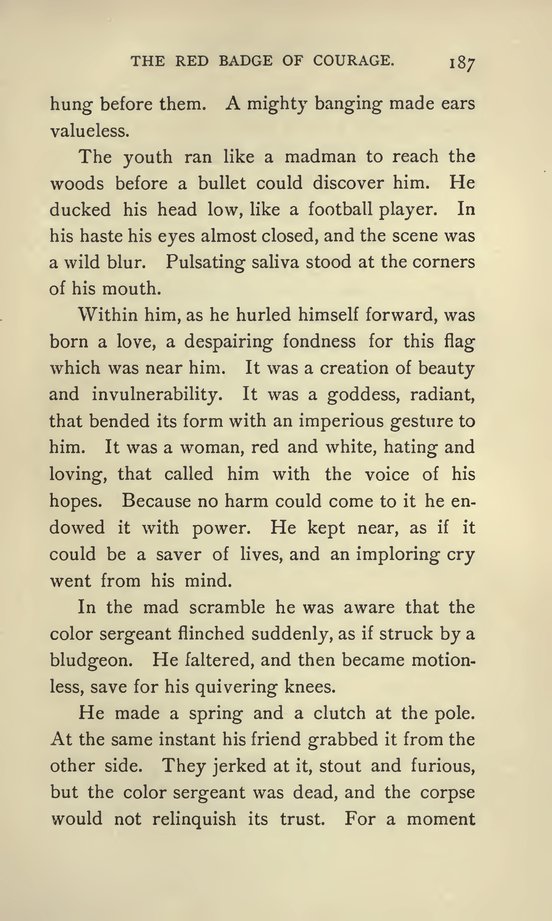 THE RED BADGE OF COURAGE. 187
hung before them. A mighty banging made ears
valueless.
The youth ran like a madman to reach the
woods before a bullet could discover him. He
ducked his head low, like a football player. In
his haste his eyes almost closed, and the scene was
a wild blur. Pulsating saliva stood at the corners
of his mouth.
Within him, as he hurled himself forward, was
born a love, a despairing fondness for this flag
which was near him. It was a creation of beauty
and invulnerability. It was a goddess, radiant,
that bended its form with an imperious gesture to
him. It was a woman, red and white, hating and
loving, that called him with the voice of his
hopes. Because no harm could come to it he en-
dowed it with power. He kept near, as if it
could be a saver of lives, and an imploring cry
went from his mind.
In the mad scramble he was aware that the
color sergeant flinched suddenly, as if struck by a
bludgeon. He faltered, and then became motion-
less, save for his quivering knees.
He made a spring and a clutch at the pole.
At the same instant his friend grabbed it from the
other side. They jerked at it, stout and furious,
but the color sergeant was dead, and the corpse
would not relinquish its trust. For a moment